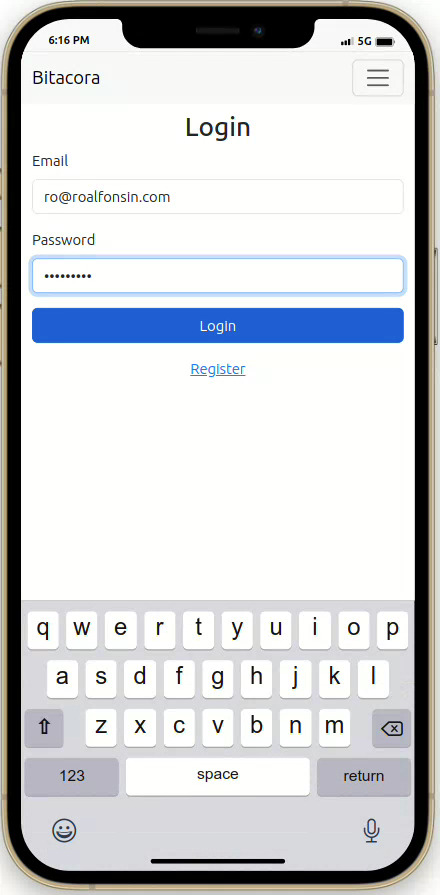 6:16 PM 5G
Bitacora
Login
Email
ro@roalfonsin.com
Password
•••••••••
Login
Register
q w e r t y u i o p
a s d f g h j k l
z x c v b n m
123 space return